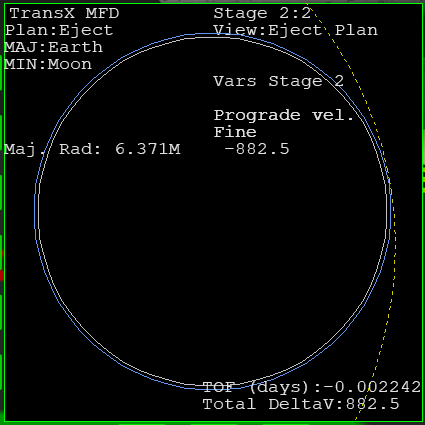 TransX MFD Stage 2:2
Plan:Eject View:Eject Plan
MAJ:Earth
MIN:Moon
Vars Stage 2
Prograde vel.
Fine
Maj. Rad: 6.371M -882.5
TOF (days):-0.002242
Total DeltaV:882.5